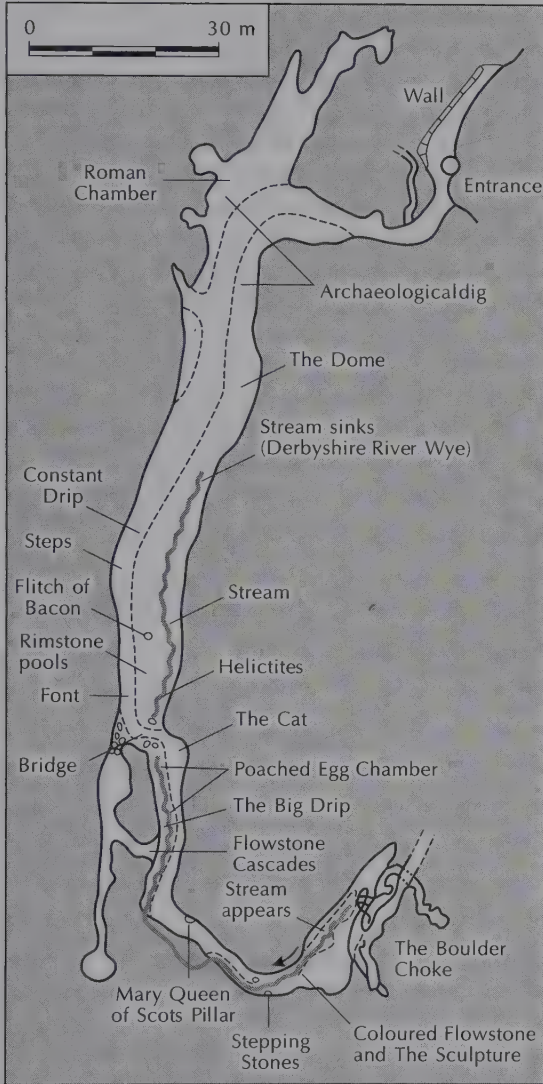 0 30 m
Wall
Roman
Chamber
Entrance
Archaeologicaldig
The Dome
Stream sinks
(Derbyshire River Wye)
Constant
Drip
Steps
Flitch of
Bacon
Stream
Rimstone
pools
Helictites
Font
The Cat
Bridge
Poached Egg Chamber
The Big Drip
Flowstone
Cascades
Stream
appears
The Boulder
Choke
Mary Queen
of Scots Pillar
Stepping
Stones
Coloured Flowstone
and The Sculpture